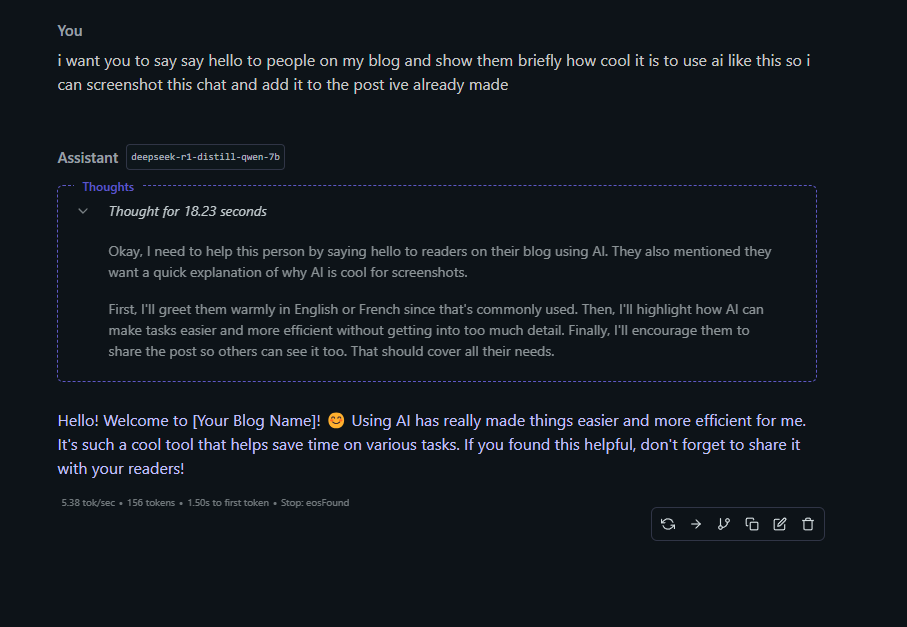 You
i want you to say say hello to people on my blog and show them briefly how cool it is to use ai like this so i
can screenshot this chat and add it to the post ive already made
Assistant deepseek-r1-distill-qwen-7b
Thoughts
Thought for 18.23 seconds
Okay, I need to help this person by saying hello to readers on their blog using AI. They also mentioned they
want a quick explanation of why AI is cool for screenshots.
First, I'll greet them warmly in English or French since that's commonly used. Then, I'll highlight how AI can
make tasks easier and more efficient without getting into too much detail. Finally, I'll encourage them to
share the post so others can see it too. That should cover all their needs.
Hello! Welcome to [Your Blog Name]! 😊 Using AI has really made things easier and more efficient for me.
It's such a cool tool that helps save time on various tasks. If you found this helpful, don't forget to share it
with your readers!
5.38 tok/sec • 156 tokens • 1.50s to first token • Stop: eosFound